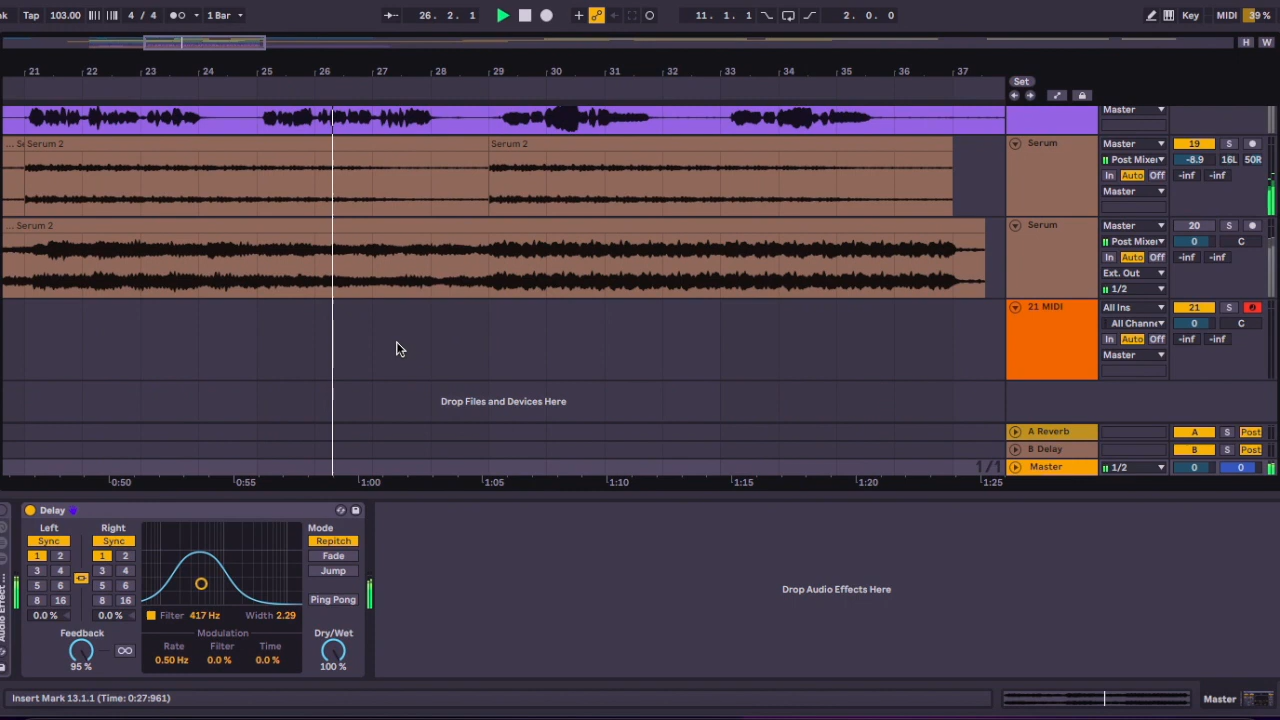 nk Tap 103.00 4 / 4 1 Bar 26. 2. 1 11. 1. 1 2. 0. 0 Key MIDI 39 %
H W
21 22 23 24 25 26 27 28 29 30 31 32 33 34 35 36 37
Set
Master
... Se Serum 2 Serum 2 Serum Master 19 S
Post Mixer -8.9 16L 50R
In Auto Off -inf -inf
Master
... Serum 2 Serum Master 20 S
Post Mixer 0 C
In Auto Off -inf -inf
Ext. Out
1/2
21 MIDI All Ins 21 S
All Channe 0 C
In Auto Off -inf -inf
Master
Drop Files and Devices Here
A Reverb A S Post
B Delay B S Post
1/1 Master 1/2 0 0
0:50 0:55 1:00 1:05 1:10 1:15 1:20 1:25
Delay
Left Right Mode
Sync Sync Repitch
1 2 1 2 Fade
3 4 3 4 Jump
5 6 5 6
8 16 8 16 Ping Pong
0.0 % 0.0 % Filter 417 Hz Width 2.29
Feedback Modulation Dry/Wet
Rate Filter Time
95 % 0.50 Hz 0.0 % 0.0 % 100 %
Audio Effect ...
Drop Audio Effects Here
Insert Mark 13.1.1 (Time: 0:27:961) Master